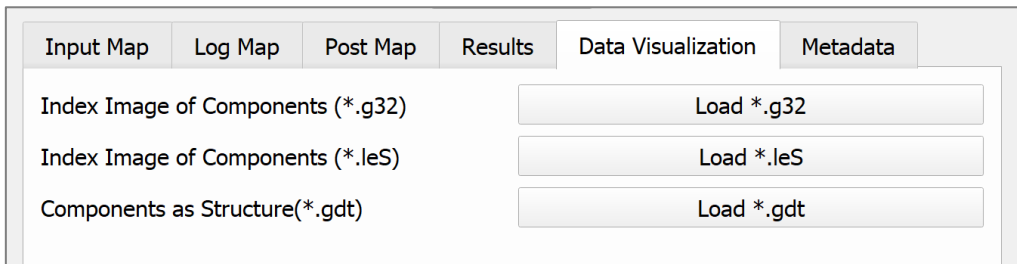 Input Map Log Map Post Map Results Data Visualization Metadata
Index Image of Components (*.g32) Load *.g32
Index Image of Components (*.leS) Load *.leS
Components as Structure(*.gdt) Load *.gdt